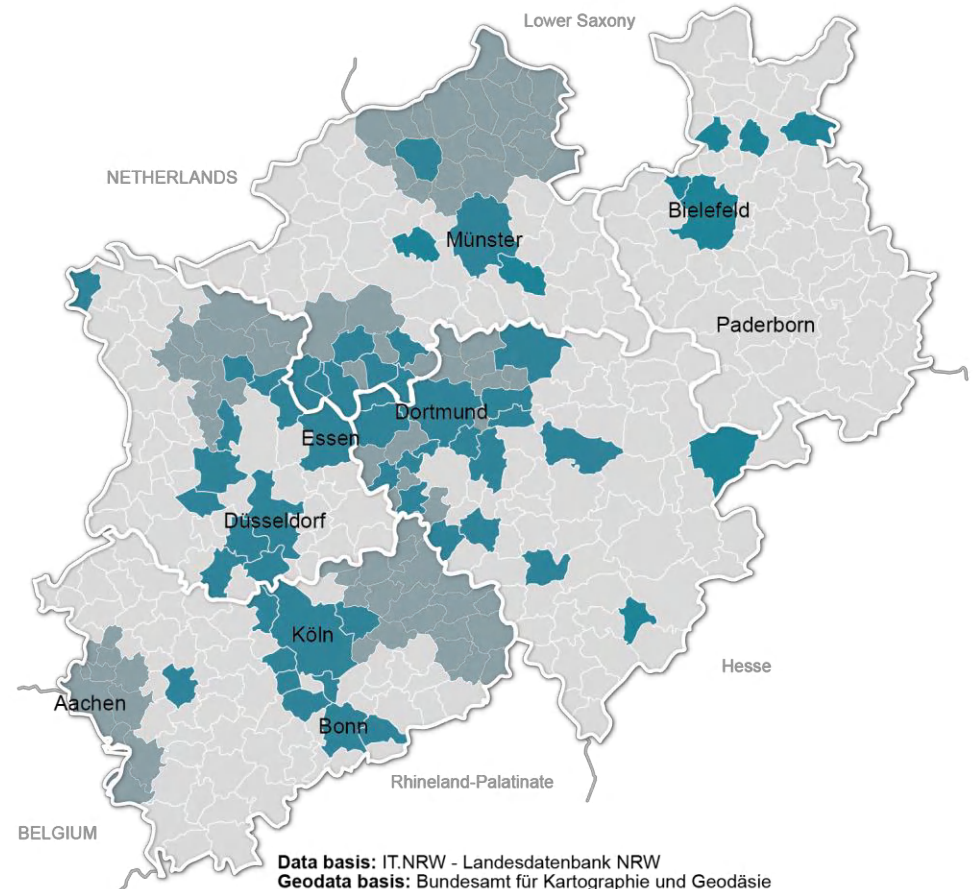 Lower Saxony
NETHERLANDS
Bielefeld
Münster
Paderborn
Dortmund
Essen
Düsseldorf
Köln
Hesse
Aachen
Bonn
Rhineland-Palatinate
BELGIUM
Data basis: IT.NRW - Landesdatenbank NRW
Geodata basis: Bundesamt für Kartographie und Geodäsie